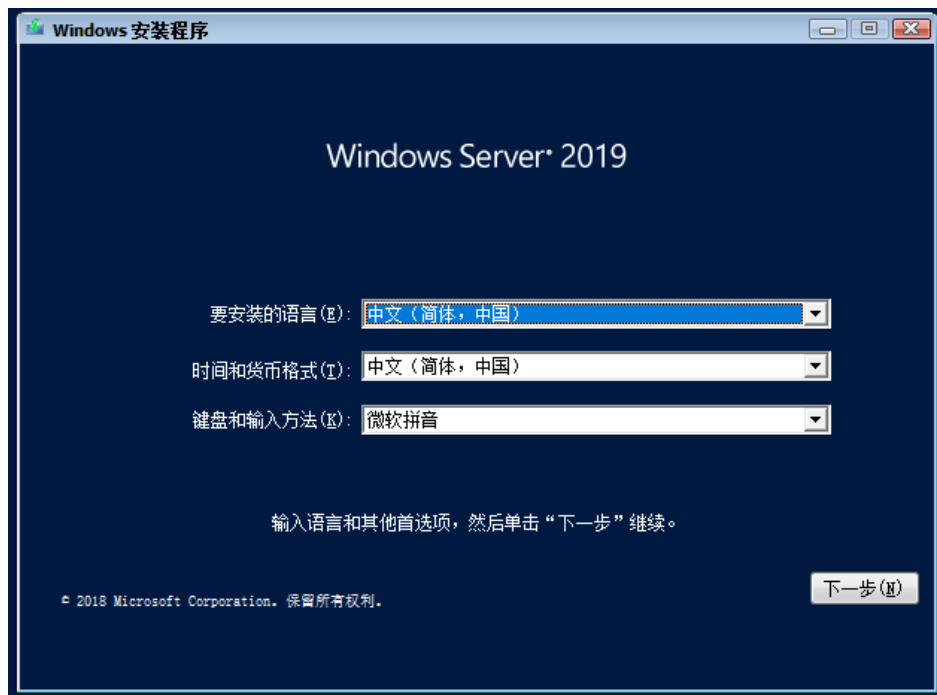 Windows 安装程序
Windows Server® 2019
要安装的语言(E): 中文（简体，中国）
时间和货币格式(T): 中文（简体，中国）
键盘和输入方法(K): 微软拼音
输入语言和其他首选项，然后单击“下一步”继续。
下一步(N)
© 2018 Microsoft Corporation。保留所有权利。